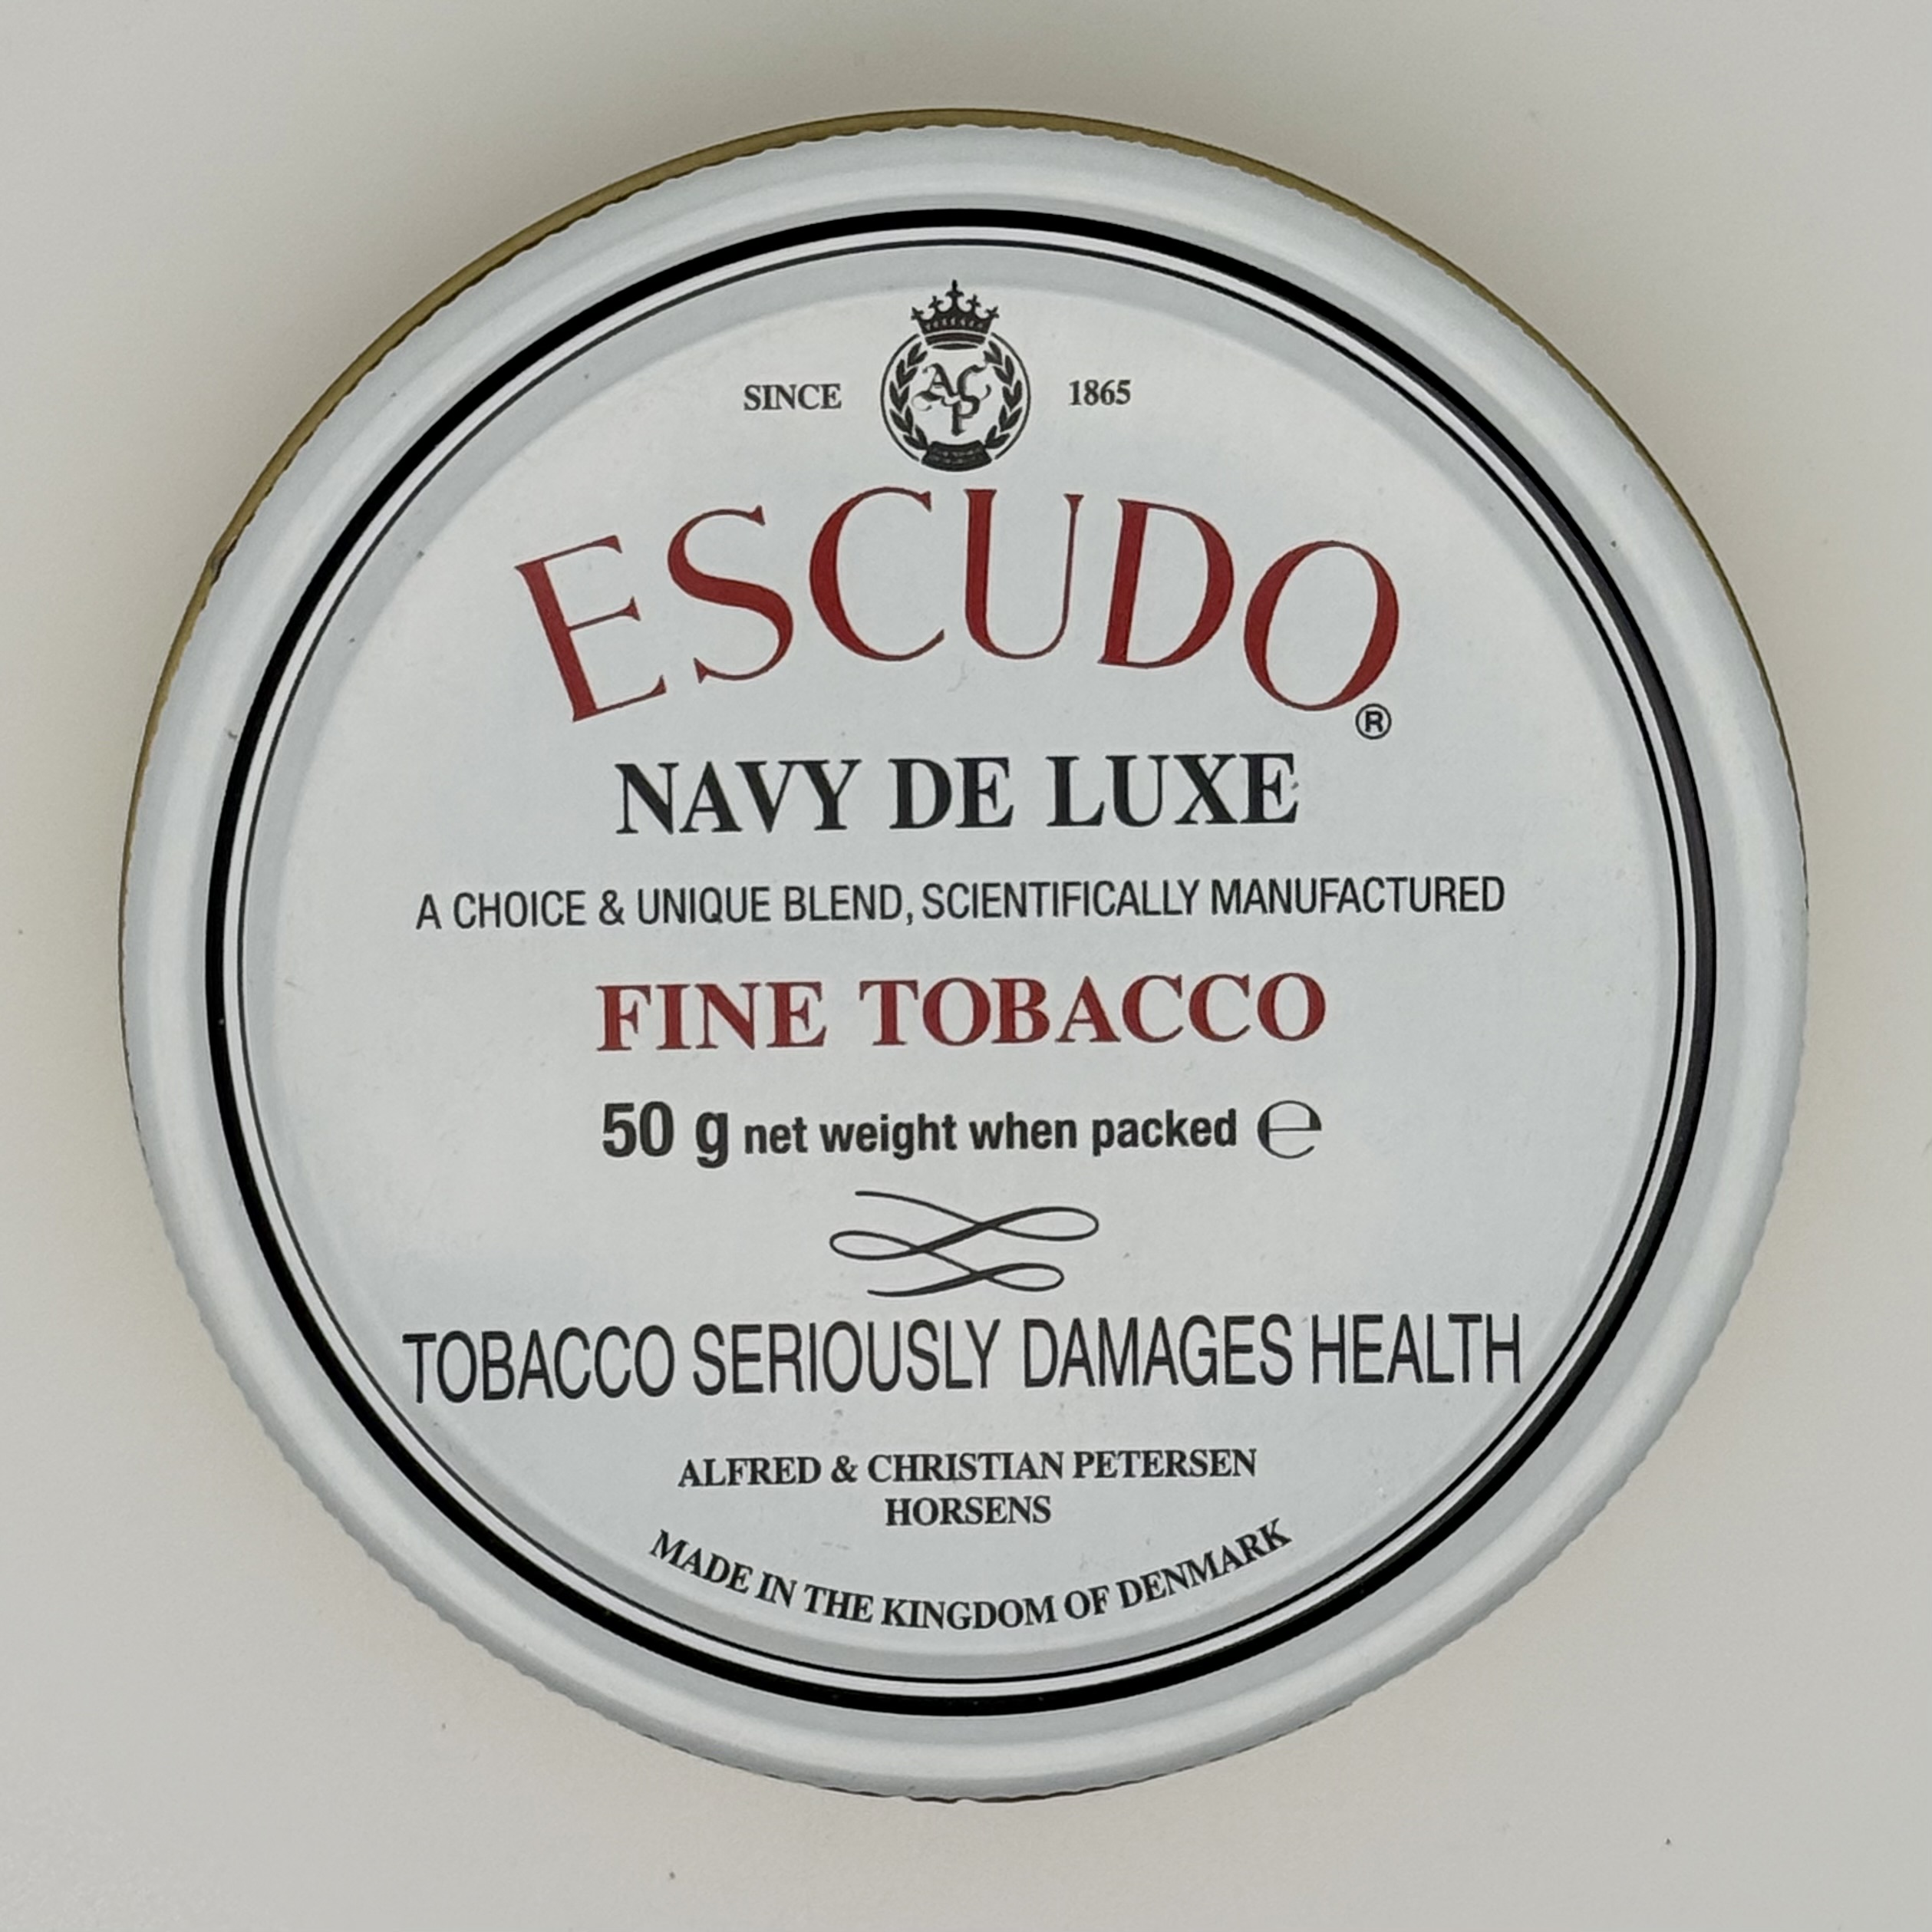 SINCE ACP 1865
ESCUDO®
NAVY DE LUXE
A CHOICE & UNIQUE BLEND, SCIENTIFICALLY MANUFACTURED
FINE TOBACCO
50 g net weight when packed ℮
TOBACCO SERIOUSLY DAMAGES HEALTH
ALFRED & CHRISTIAN PETERSEN
HORSENS
MADE IN THE KINGDOM OF DENMARK